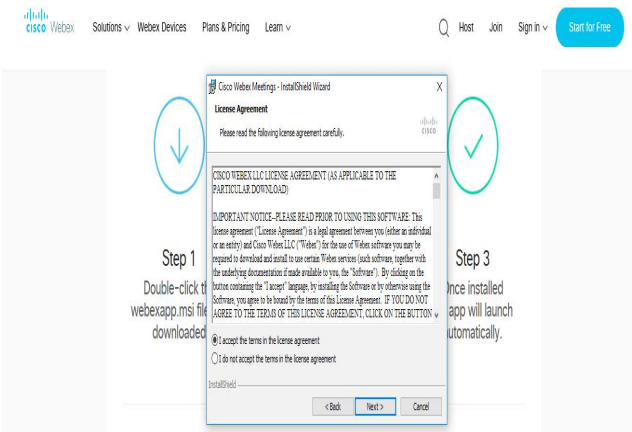 CISCO Webex Solutions Webex Devices Plans & Pricing Learn Host Join Sign in Start for Free
Cisco Webex Meetings - InstallShield Wizard X
License Agreement
Please read the following license agreement carefully.
CISCO
CISCO WEBEX LLC LICENSE AGREEMENT (AS APPLICABLE TO THE
PARTICULAR DOWNLOAD)
IMPORTANT NOTICE--PLEASE READ PRIOR TO USING THIS SOFTWARE: This
license agreement ("License Agreement") is a legal agreement between you (either an individual
or an entity) and Cisco Webex LLC ("Webex") for the use of Webex software you may be
required to download and install to use certain Webex services (such software, together with
the underlying documentation if made available to you, the "Software"). By clicking on the
button containing the "I accept" language, by installing the Software or by otherwise using the
Software, you agree to be bound by the terms of this License Agreement. IF YOU DO NOT
AGREE TO THE TERMS OF THIS LICENSE AGREEMENT, CLICK ON THE BUTTON
I accept the terms in the license agreement
I do not accept the terms in the license agreement
InstallShield
< Back Next > Cancel
Step 1
Double-click t
webexapp.msi file
downloaded
Step 3
Once installed
app will launch
automatically.